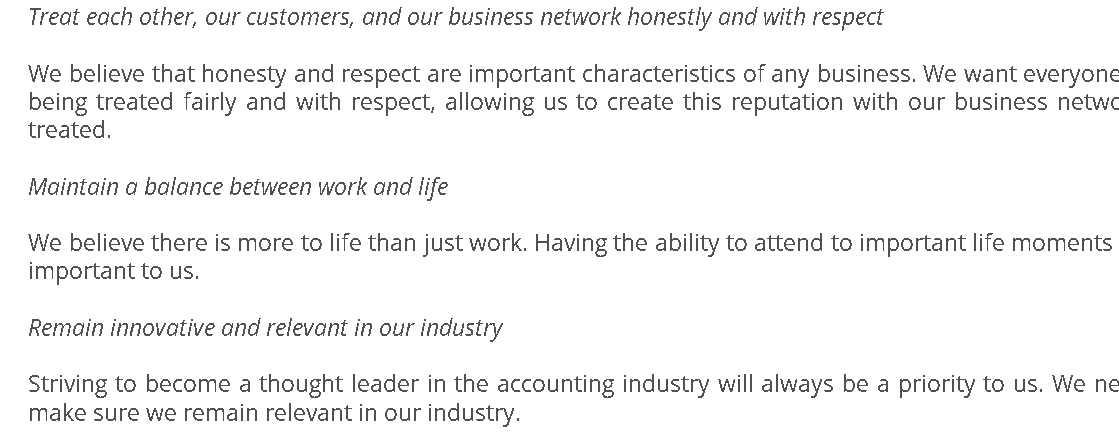 Treat each other, our customers, and our business network honestly and with respect
We believe that honesty and respect are important characteristics of any business. We want everyone
being treated fairly and with respect, allowing us to create this reputation with our business netwo
treated.
Maintain a balance between work and life
We believe there is more to life than just work. Having the ability to attend to important life moments
important to us.
Remain innovative and relevant in our industry
Striving to become a thought leader in the accounting industry will always be a priority to us. We ne
make sure we remain relevant in our industry.